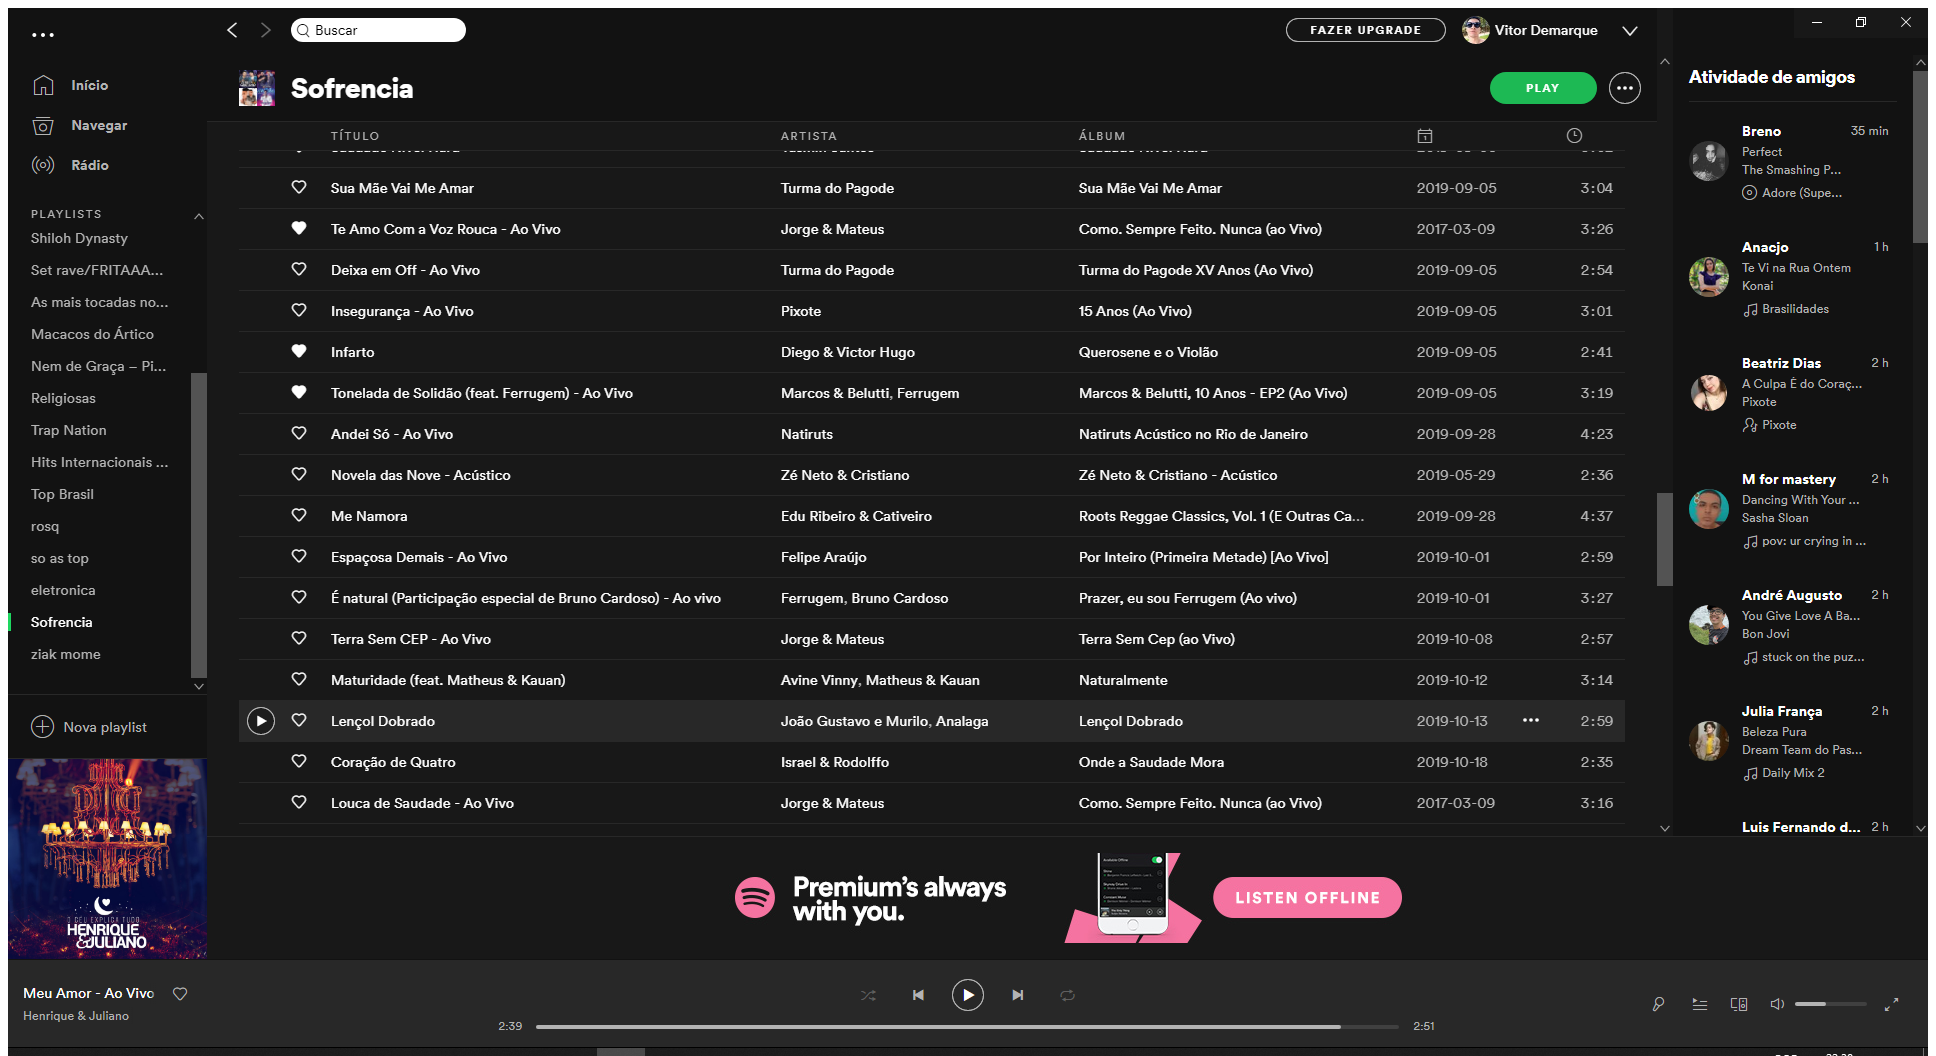 Buscar
FAZER UPGRADE
Vitor Demarque
Início
Navegar
Rádio
PLAYLISTS
Shiloh Dynasty
Set rave/FRITAAA...
As mais tocadas no...
Macacos do Ártico
Nem de Graça – Pi...
Religiosas
Trap Nation
Hits Internacionais ...
Top Brasil
rosq
so as top
eletronica
Sofrencia
ziak mome
Nova playlist
O CÉU EXPLICA TUDO
HENRIQUE
&JULIANO
Sofrencia
PLAY
TÍTULO ARTISTA ÁLBUM
Sua Mãe Vai Me Amar Turma do Pagode Sua Mãe Vai Me Amar 2019-09-05 3:04
Te Amo Com a Voz Rouca - Ao Vivo Jorge & Mateus Como. Sempre Feito. Nunca (ao Vivo) 2017-03-09 3:26
Deixa em Off - Ao Vivo Turma do Pagode Turma do Pagode XV Anos (Ao Vivo) 2019-09-05 2:54
Insegurança - Ao Vivo Pixote 15 Anos (Ao Vivo) 2019-09-05 3:01
Infarto Diego & Victor Hugo Querosene e o Violão 2019-09-05 2:41
Tonelada de Solidão (feat. Ferrugem) - Ao Vivo Marcos & Belutti, Ferrugem Marcos & Belutti, 10 Anos - EP2 (Ao Vivo) 2019-09-05 3:19
Andei Só - Ao Vivo Natiruts Natiruts Acústico no Rio de Janeiro 2019-09-28 4:23
Novela das Nove - Acústico Zé Neto & Cristiano Zé Neto & Cristiano - Acústico 2019-05-29 2:36
Me Namora Edu Ribeiro & Cativeiro Roots Reggae Classics, Vol. 1 (E Outras Ca... 2019-09-28 4:37
Espaçosa Demais - Ao Vivo Felipe Araújo Por Inteiro (Primeira Metade) [Ao Vivo] 2019-10-01 2:59
É natural (Participação especial de Bruno Cardoso) - Ao vivo Ferrugem, Bruno Cardoso Prazer, eu sou Ferrugem (Ao vivo) 2019-10-01 3:27
Terra Sem CEP - Ao Vivo Jorge & Mateus Terra Sem Cep (ao Vivo) 2019-10-08 2:57
Maturidade (feat. Matheus & Kauan) Avine Vinny, Matheus & Kauan Naturalmente 2019-10-12 3:14
Lençol Dobrado João Gustavo e Murilo, Analaga Lençol Dobrado 2019-10-13 2:59
Coração de Quatro Israel & Rodolffo Onde a Saudade Mora 2019-10-18 2:35
Louca de Saudade - Ao Vivo Jorge & Mateus Como. Sempre Feito. Nunca (ao Vivo) 2017-03-09 3:16
Atividade de amigos
Breno 35 min
Perfect
The Smashing P...
Adore (Supe...
Anacjo 1 h
Te Vi na Rua Ontem
Konai
Brasilidades
Beatriz Dias 2 h
A Culpa É do Coraç...
Pixote
Pixote
M for mastery 2 h
Dancing With Your ...
Sasha Sloan
pov: ur crying in ...
André Augusto 2 h
You Give Love A Ba...
Bon Jovi
stuck on the puz...
Julia França 2 h
Beleza Pura
Dream Team do Pas...
Daily Mix 2
Luis Fernando d... 2 h
Premium's always
with you.
LISTEN OFFLINE
Meu Amor - Ao Vivo
Henrique & Juliano
2:39
2:51